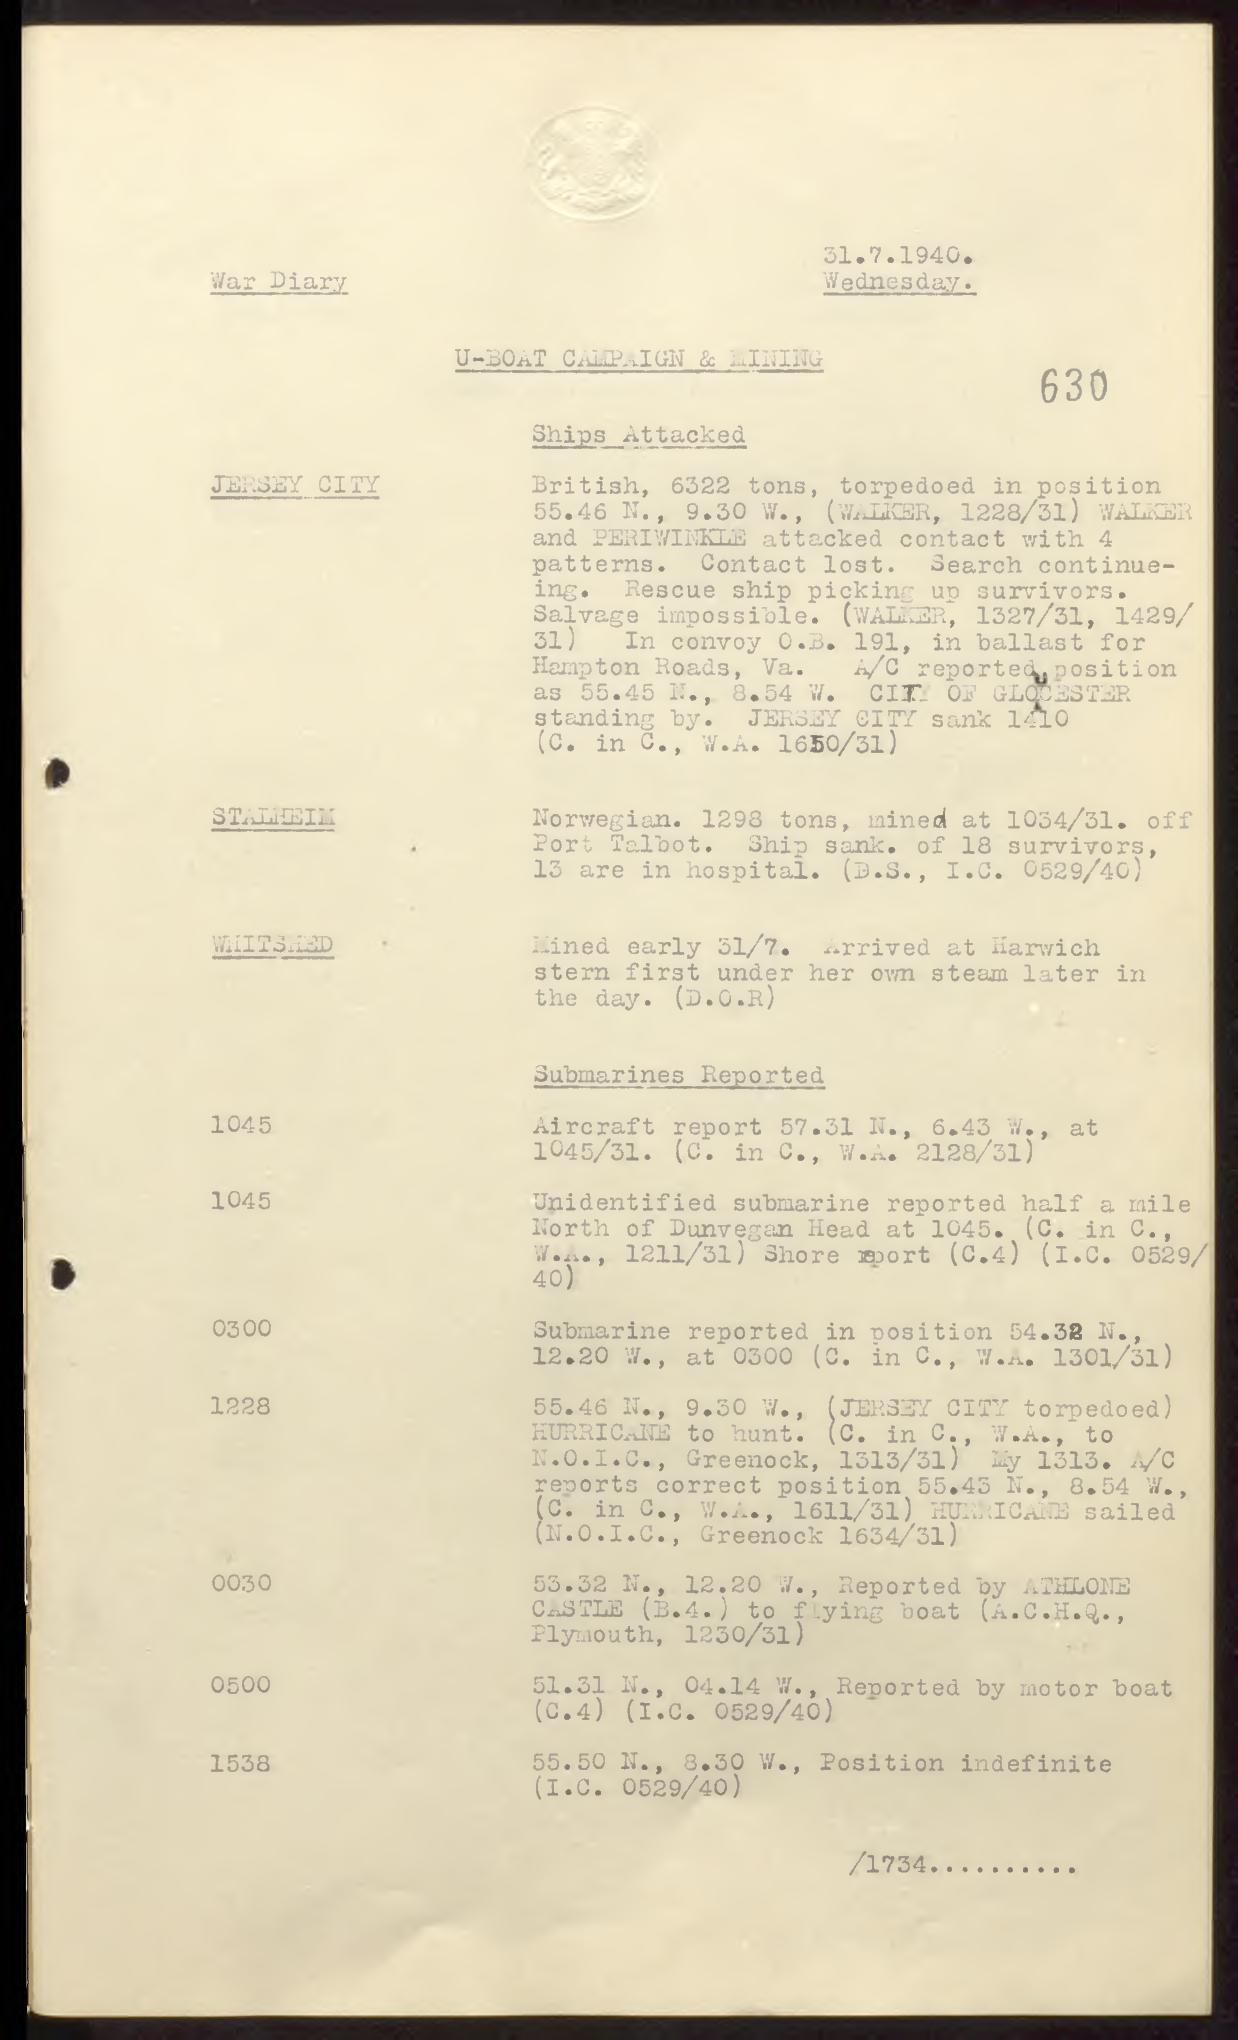 31.7.1940.
War Diary
Wednesday.
U-BOAT CAMPAIGN & MINING
630
Ships Attacked
JERSEY CITY
British, 6322 tons, torpedoed in position
55.46 N., 9.30 W., (WALKER, 1228/31) WALKER
and PERIWINKLE attacked contact with 4
patterns. Contact lost. Search continue-
ing. Rescue ship picking up survivors.
Salvage impossible. (WALKER, 1327/31, 1429/
31) In convoy O.B. 191, in ballast for
Hampton Roads, Va. A/C reported position
as 55.45 N., 8.54 W. CITY OF GLOUCESTER
standing by. JERSEY CITY sank 1410
(C. in C., W.A. 1650/31)
STALHEIM
Norwegian. 1298 tons, mined at 1034/31. off
Port Talbot. Ship sank. of 18 survivors,
13 are in hospital. (D.S., I.C. 0529/40)
WHITSHED
Mined early 31/7. Arrived at Harwich
stern first under her own steam later in
the day. (D.O.R)
Submarines Reported
1045
Aircraft report 57.31 N., 6.43 W., at
1045/31. (C. in C., W.A. 2128/31)
1045
Unidentified submarine reported half a mile
North of Dunvegan Head at 1045. (C. in C.,
W.A., 1211/31) Shore report (C.4) (I.C. 0529/
40)
0300
Submarine reported in position 54.32 N.,
12.20 W., at 0300 (C. in C., W.A. 1301/31)
1228
55.46 N., 9.30 W., (JERSEY CITY torpedoed)
HURRICANE to hunt. (C. in C., W.A., to
N.O.I.C., Greenock, 1313/31) My 1313. A/C
reports correct position 55.43 N., 8.54 W.,
(C. in C., W.A., 1611/31) HURRICANE sailed
(N.O.I.C., Greenock 1634/31)
0030
53.32 N., 12.20 W., Reported by ATHLONE
CASTLE (B.4.) to flying boat (A.C.H.Q.,
Plymouth, 1230/31)
0500
51.31 N., 04.14 W., Reported by motor boat
(C.4) (I.C. 0529/40)
1538
55.50 N., 8.30 W., Position indefinite
(I.C. 0529/40)
/1734..........